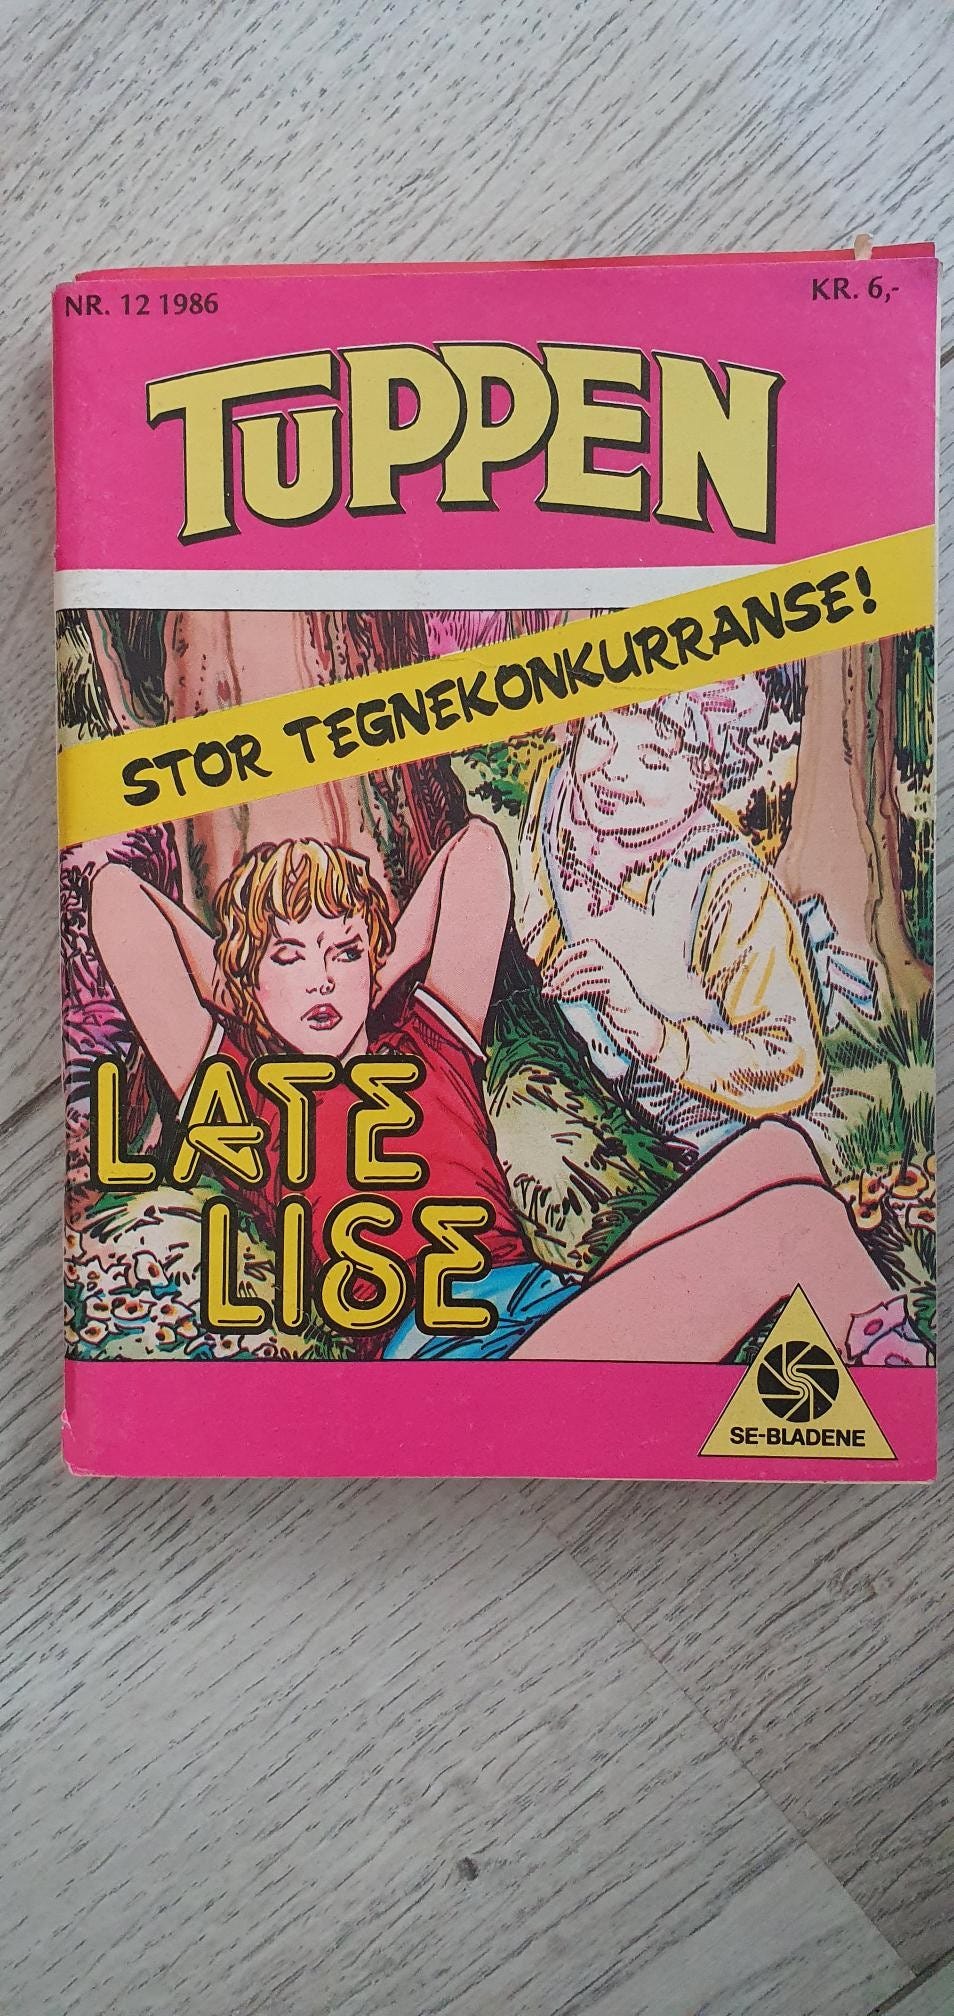 NR. 12 1986
KR. 6,-
TUPPEN
STOR TEGNEKONKURRANSE!
LATE
LISE
SE-BLADENE